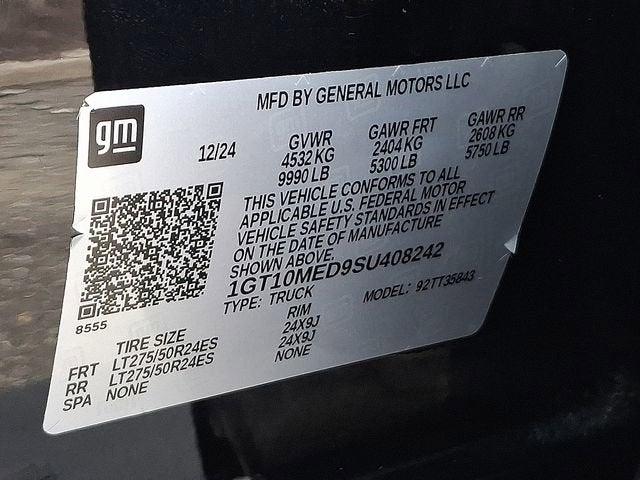 MFD BY GENERAL MOTORS LLC
gm
12/24
GVWR GAWR FRT GAWR RR
4532 KG 2404 KG 2608 KG
9990 LB 5300 LB 5750 LB
THIS VEHICLE CONFORMS TO ALL
APPLICABLE U.S. FEDERAL MOTOR
VEHICLE SAFETY STANDARDS IN EFFECT
ON THE DATE OF MANUFACTURE
SHOWN ABOVE.
1GT10MED9SU408242
TYPE: TRUCK MODEL: 92TT35843
8555
TIRE SIZE RIM
FRT LT275/50R24ES 24X9J
RR LT275/50R24ES 24X9J
SPA NONE NONE